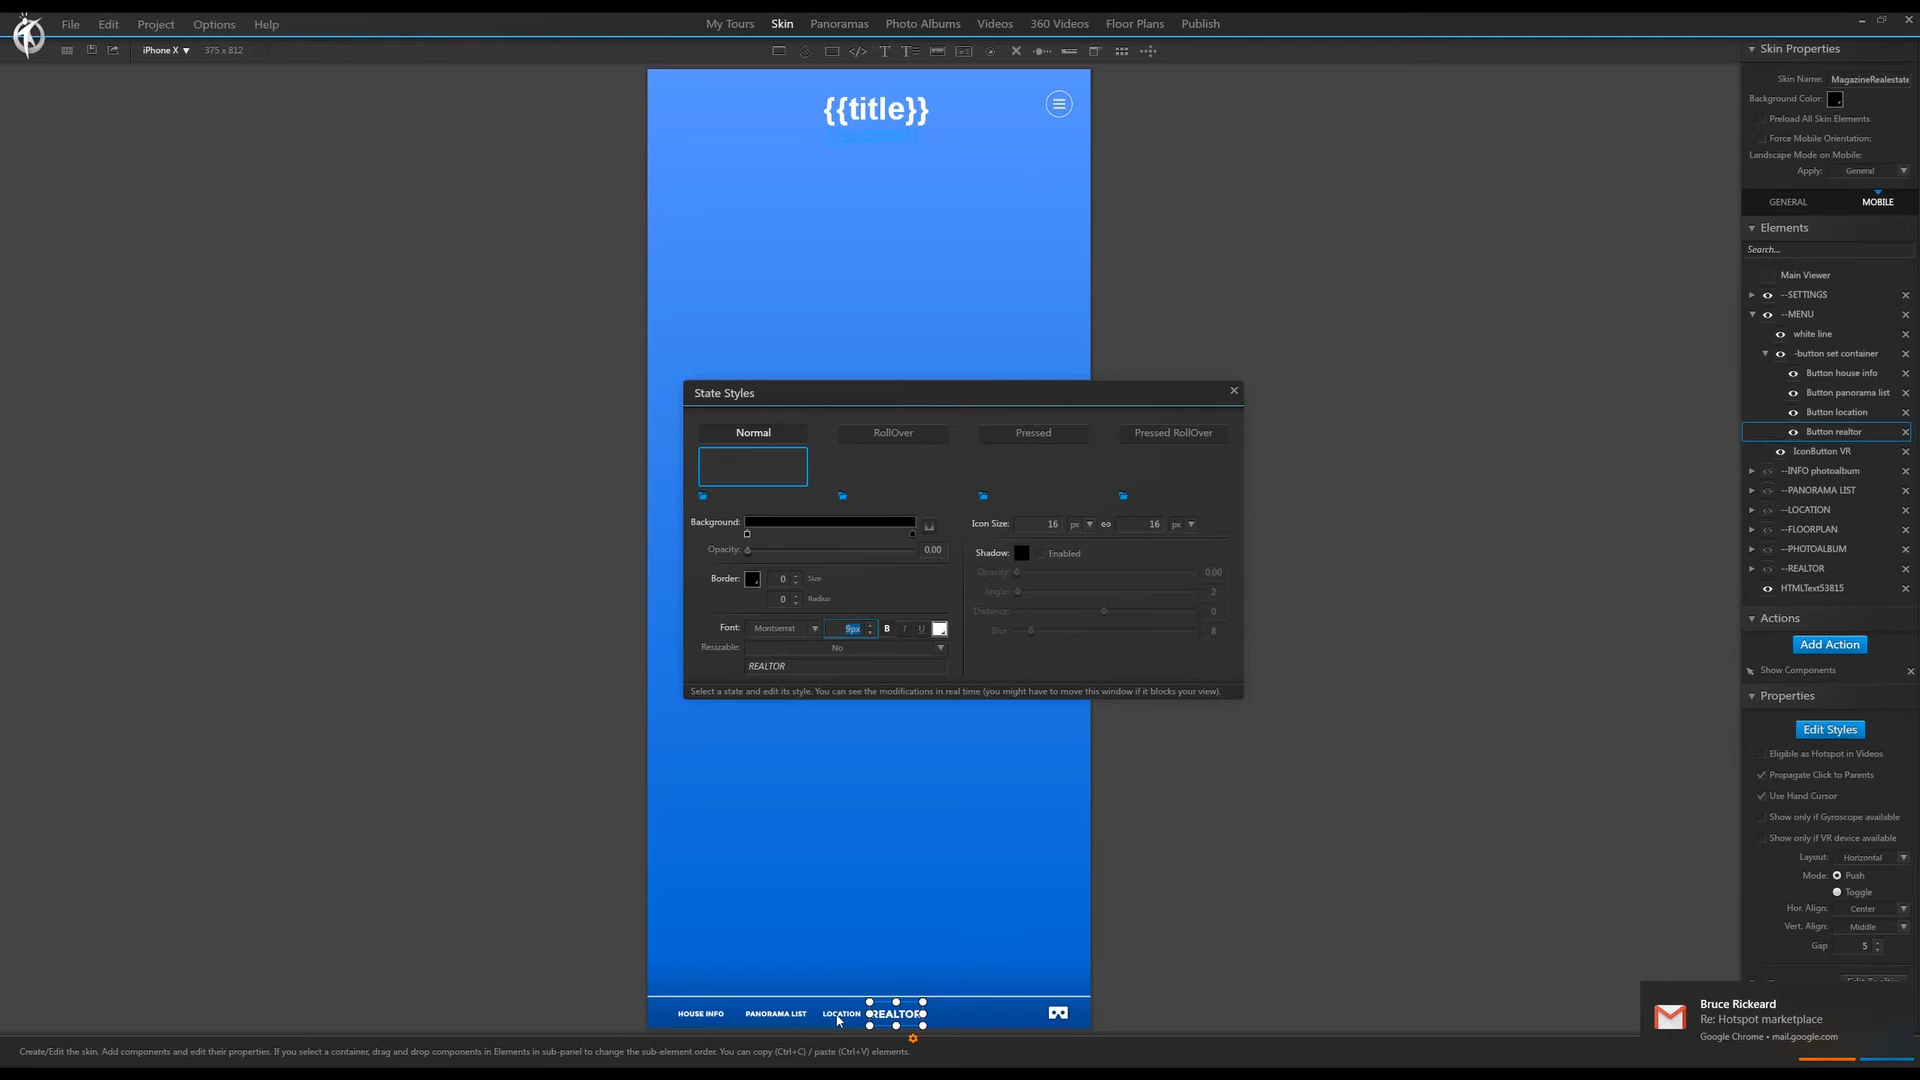 File Edit Project Options Help
My Tours Skin Panoramas Photo Albums Videos 360 Videos Floor Plans Publish
iPhone X 375 x 812
{{title}}
State Styles
Normal RollOver Pressed Pressed RollOver
Background:
Opacity: 0.00
Border: 0 Size
0 Radius
Font: Montserrat 9px B I U
Resizable: No
REALTOR
Icon Size: 16 px 16 px
Shadow: Enabled
Opacity: 0.00
Angle: 2
Distance: 0
Blur: 8
Select a state and edit its style. You can see the modifications in real time (you might have to move this window if it blocks your view).
HOUSE INFO PANORAMA LIST LOCATION REALTOR
Skin Properties
Skin Name: MagazineRealestate
Background Color:
Preload All Skin Elements
Force Mobile Orientation:
Landscape Mode on Mobile:
Apply: General
GENERAL MOBILE
Elements
Search...
Main Viewer
--SETTINGS
--MENU
white line
-button set container
Button house info
Button panorama list
Button location
Button realtor
IconButton VR
--INFO photoalbum
--PANORAMA LIST
--LOCATION
--FLOORPLAN
--PHOTOALBUM
--REALTOR
HTMLText53815
Actions
Add Action
Show Components
Properties
Edit Styles
Eligible as Hotspot in Videos
Propagate Click to Parents
Use Hand Cursor
Show only if Gyroscope available
Show only if VR device available
Layout: Horizontal
Mode: Push
Toggle
Hor. Align: Center
Vert. Align: Middle
Gap 5
Bruce Rickeard
Re: Hotspot marketplace
Google Chrome • mail.google.com
Create/Edit the skin. Add components and edit their properties. If you select a container, drag and drop components in Elements in sub-panel to change the sub-element order. You can copy (Ctrl+C) / paste (Ctrl+V) elements.